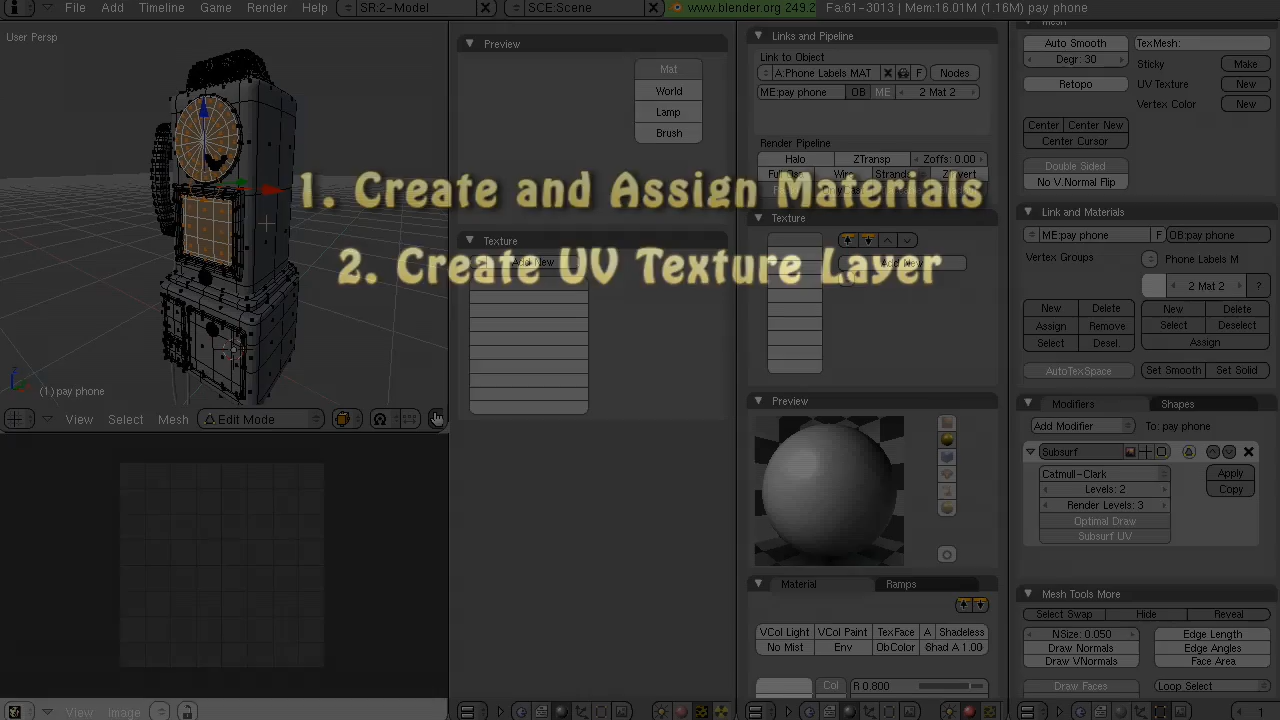 File Add Timeline Game Render Help SR:2-Model SCE:Scene www.blender.org 249.2 Fa:61-3013 | Mem:16.01M (1.16M) pay phone
User Persp
(1) pay phone
View Select Mesh Edit Mode
View Image
1. Create and Assign Materials
2. Create UV Texture Layer
Preview
Mat
World
Lamp
Brush
Texture
Add New
Links and Pipeline
Link to Object
A:Phone Labels MAT F Nodes
ME:pay phone OB ME 2 Mat 2
Render Pipeline
Halo ZTransp Zoffs: 0.00
Texture
Add New
Preview
Material Ramps
VCol Light VCol Paint TexFace A Shadeless
No Mist Env ObColor Shad A 1.00
Col R 0.800
Mesh
Auto Smooth TexMesh:
Degr: 30 Sticky Make
Retopo UV Texture New
Vertex Color New
Center Center New
Center Cursor
Double Sided
No V.Normal Flip
Link and Materials
ME:pay phone F OB:pay phone
Vertex Groups Phone Labels M
2 Mat 2 ?
New Delete New Delete
Assign Remove Select Deselect
Select Desel. Assign
AutoTexSpace Set Smooth Set Solid
Modifiers Shapes
Add Modifier To: pay phone
Subsurf
Catmull-Clark Apply
Levels: 2 Copy
Render Levels: 3
Optimal Draw
Subsurf UV
Mesh Tools More
Select Swap Hide Reveal
NSize: 0.050 Edge Length
Draw Normals Edge Angles
Draw VNormals Face Area
Draw Faces Loop Select
1